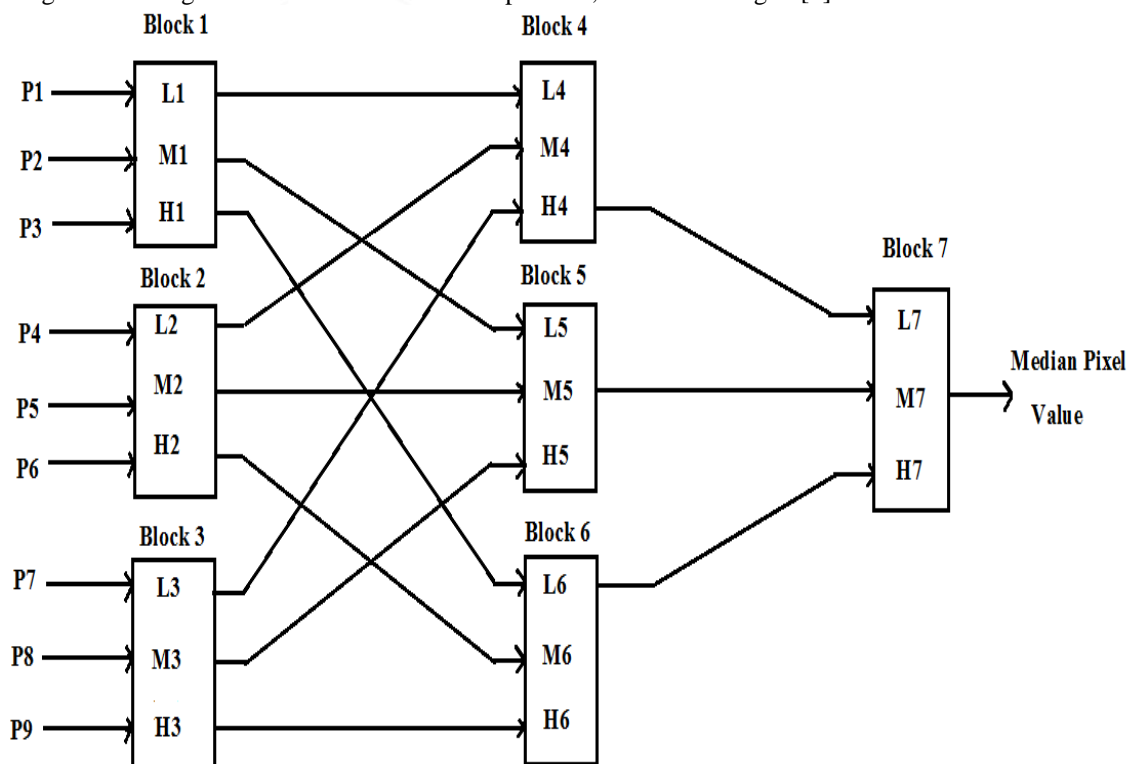 Block 1
P1
P2
P3
L1
M1
H1
Block 2
P4
P5
P6
L2
M2
H2
Block 3
P7
P8
P9
L3
M3
H3
Block 4
L4
M4
H4
Block 5
L5
M5
H5
Block 6
L6
M6
H6
Block 7
L7
M7
H7
Median Pixel
Value